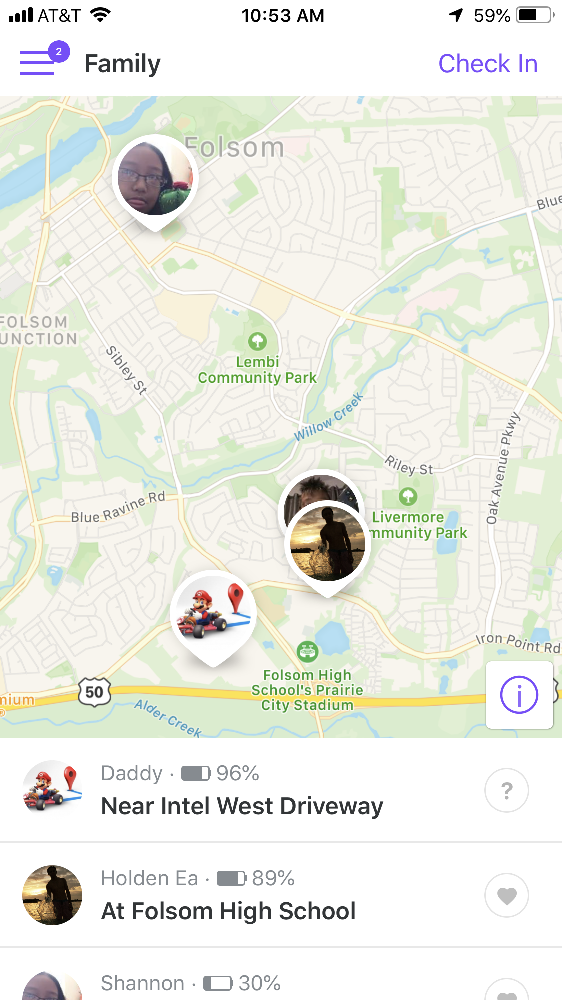 AT&T 10:53 AM 59%
2 Family Check In
Folsom
Blue
FOLSOM
UNCTION
Sibley St
Lembi
Community Park
Willow Creek
Riley St
Oak Avenue Pkwy
Blue Ravine Rd
Livermore
mmunity Park
Iron Point Rd
Folsom High
School's Prairie
City Stadium
50
mium
®
Alder Creek
i
Daddy · 96%
Near Intel West Driveway
?
Holden Ea · 89%
At Folsom High School
Shannon · 30%